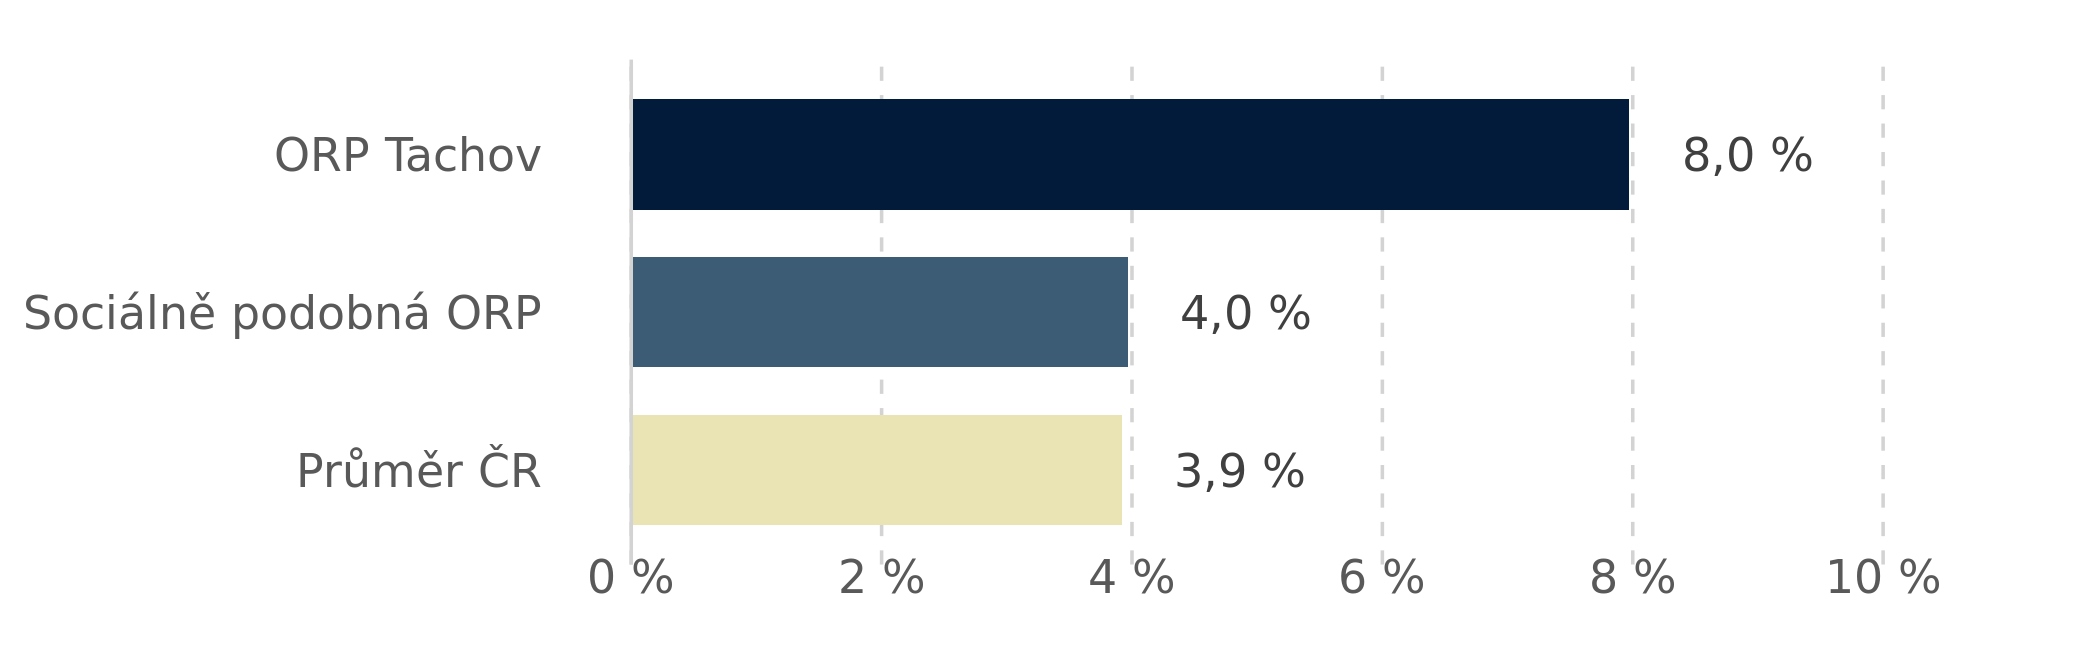 ORP Tachov 8,0 %
Sociálně podobná ORP 4,0 %
Průměr ČR 3,9 %
0 % 2 % 4 % 6 % 8 % 10 %